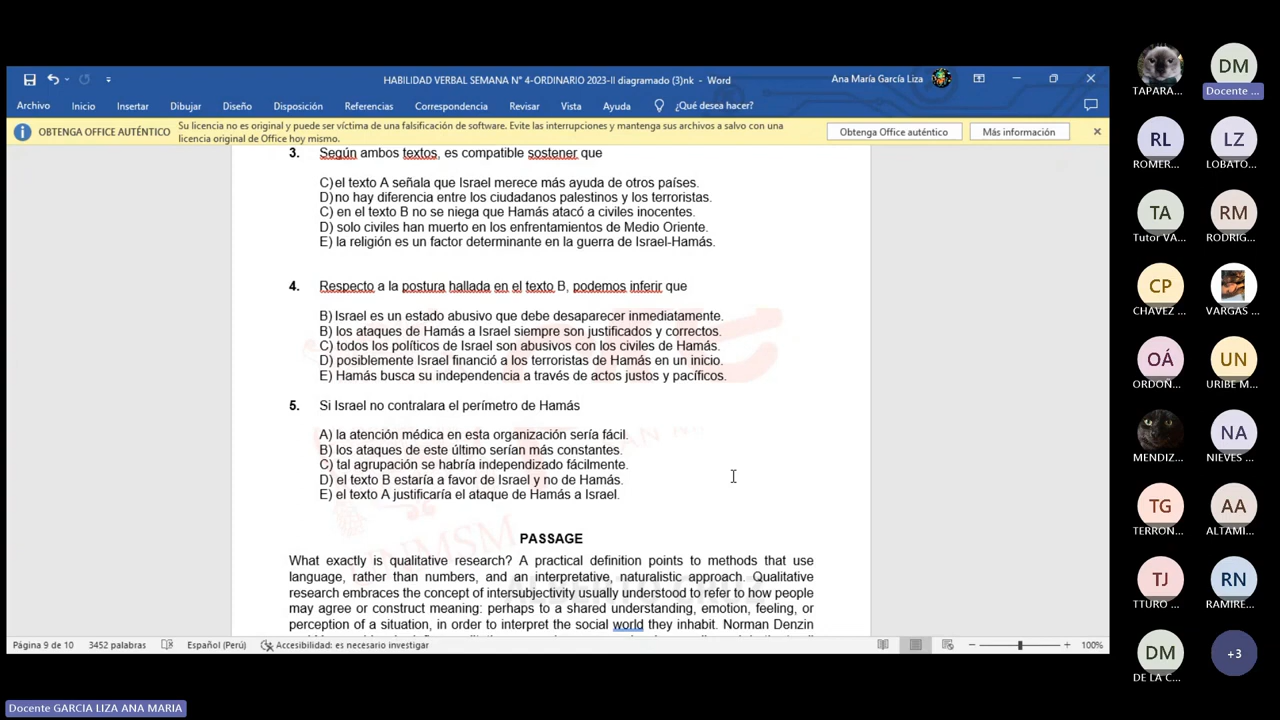 HABILIDAD VERBAL SEMANA N° 4-ORDINARIO 2023-II diagramado (3)nk - Word
Ana María García Liza
Archivo Inicio Insertar Dibujar Diseño Disposición Referencias Correspondencia Revisar Vista Ayuda ¿Qué desea hacer?
OBTENGA OFFICE AUTÉNTICO Su licencia no es original y puede ser víctima de una falsificación de software. Evite las interrupciones y mantenga sus archivos a salvo con una
licencia original de Office hoy mismo.
Obtenga Office auténtico Más información
3. Según ambos textos, es compatible sostener que
C) el texto A señala que Israel merece más ayuda de otros países.
D) no hay diferencia entre los ciudadanos palestinos y los terroristas.
C) en el texto B no se niega que Hamás atacó a civiles inocentes.
D) solo civiles han muerto en los enfrentamientos de Medio Oriente.
E) la religión es un factor determinante en la guerra de Israel-Hamás.
4. Respecto a la postura hallada en el texto B, podemos inferir que
B) Israel es un estado abusivo que debe desaparecer inmediatamente.
B) los ataques de Hamás a Israel siempre son justificados y correctos.
C) todos los políticos de Israel son abusivos con los civiles de Hamás.
D) posiblemente Israel financió a los terroristas de Hamás en un inicio.
E) Hamás busca su independencia a través de actos justos y pacíficos.
5. Si Israel no contralara el perímetro de Hamás
A) la atención médica en esta organización sería fácil.
B) los ataques de este último serían más constantes.
C) tal agrupación se habría independizado fácilmente.
D) el texto B estaría a favor de Israel y no de Hamás.
E) el texto A justificaría el ataque de Hamás a Israel.
PASSAGE
What exactly is qualitative research? A practical definition points to methods that use
language, rather than numbers, and an interpretative, naturalistic approach. Qualitative
research embraces the concept of intersubjectivity usually understood to refer to how people
may agree or construct meaning: perhaps to a shared understanding, emotion, feeling, or
perception of a situation, in order to interpret the social world they inhabit. Norman Denzin
Página 9 de 10 3452 palabras Español (Perú) Accesibilidad: es necesario investigar 100%
DM
TAPARA... Docente ...
RL LZ
ROMER... LOBATO...
TA RM
Tutor VA... RODRIG...
CP
CHAVEZ ... VARGAS ...
OÁ UN
ORDOÑ... URIBE M...
NA
MENDIZ... NIEVES ...
TG AA
TERRON... ALTAMI...
TJ RN
TTURO ... RAMIRE...
DM +3
DE LA C...
Docente GARCIA LIZA ANA MARIA